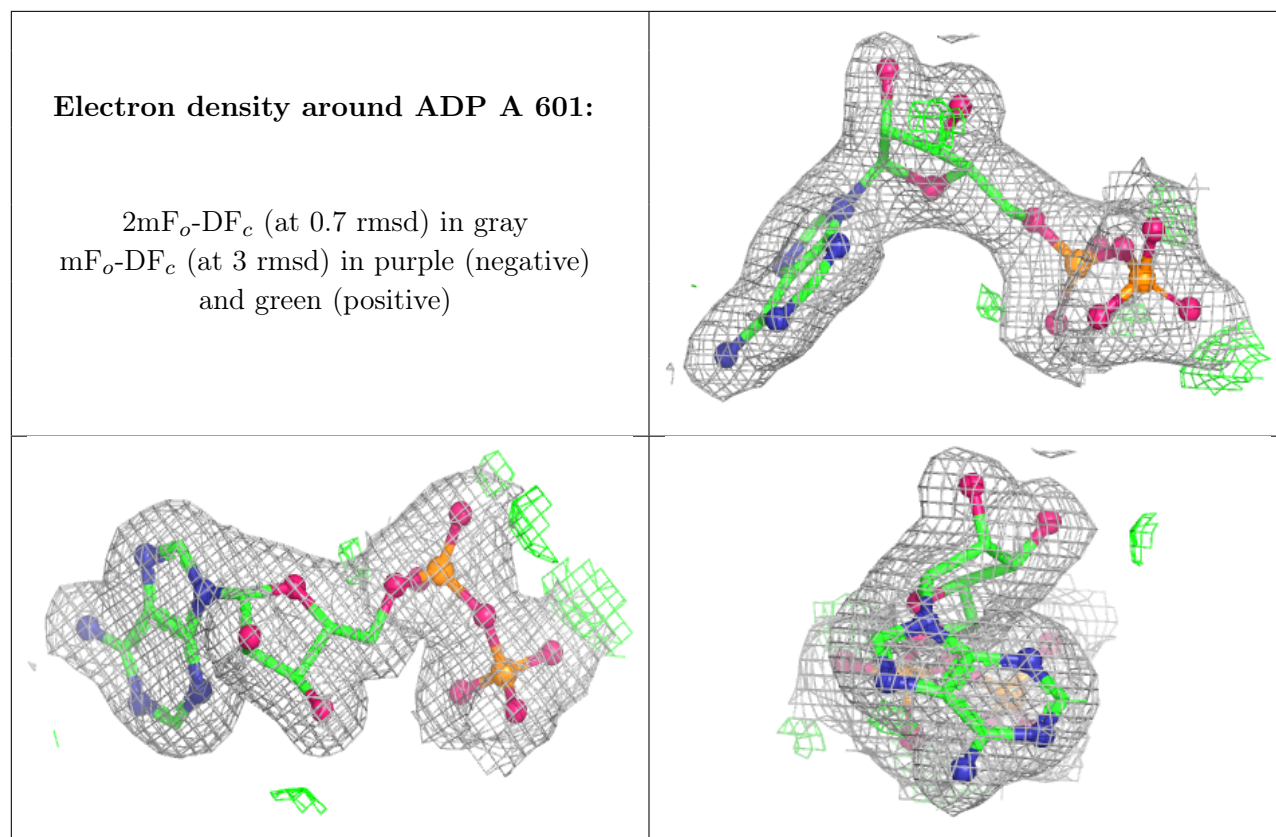 Electron density around ADP A 601:
2mFo-DFc (at 0.7 rmsd) in gray
mFo-DFc (at 3 rmsd) in purple (negative)
and green (positive)